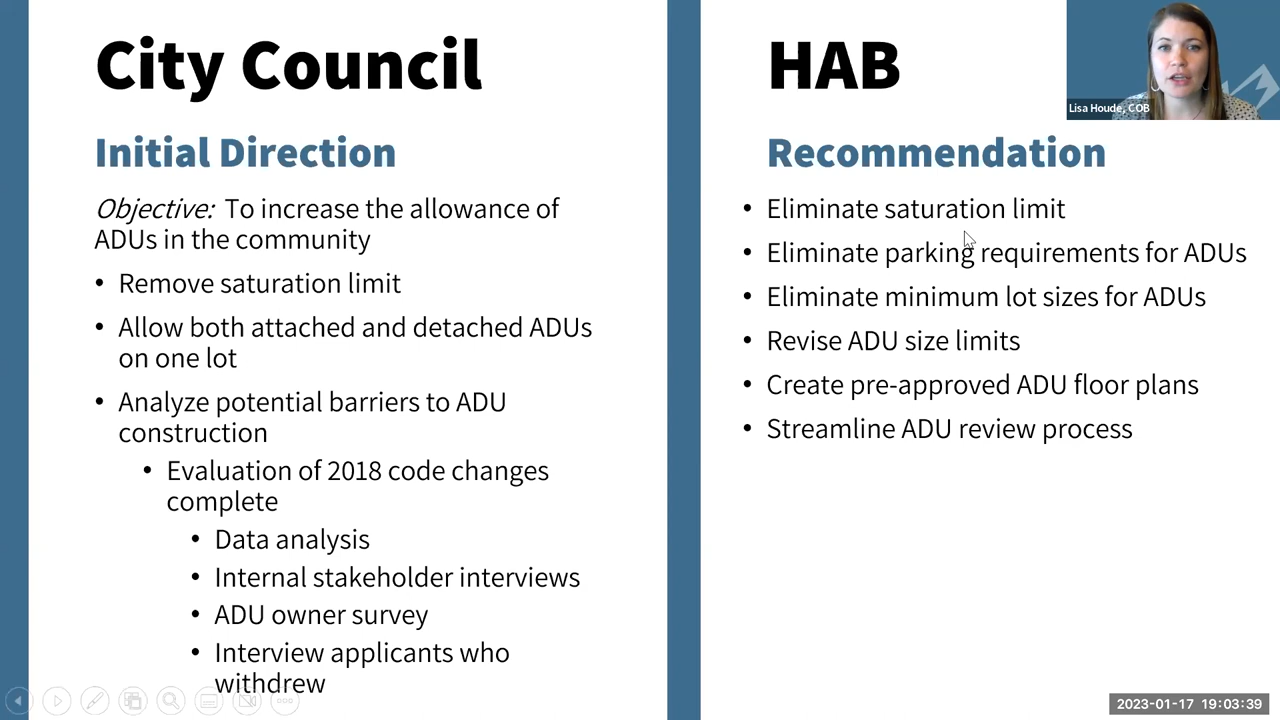 City Council
Initial Direction
Objective: To increase the allowance of
ADUs in the community
• Remove saturation limit
• Allow both attached and detached ADUs
on one lot
• Analyze potential barriers to ADU
construction
• Evaluation of 2018 code changes
complete
• Data analysis
• Internal stakeholder interviews
• ADU owner survey
• Interview applicants who
withdrew
HAB
Recommendation
• Eliminate saturation limit
• Eliminate parking requirements for ADUs
• Eliminate minimum lot sizes for ADUs
• Revise ADU size limits
• Create pre-approved ADU floor plans
• Streamline ADU review process
Lisa Houde, COB
2023-01-17 19:03:39